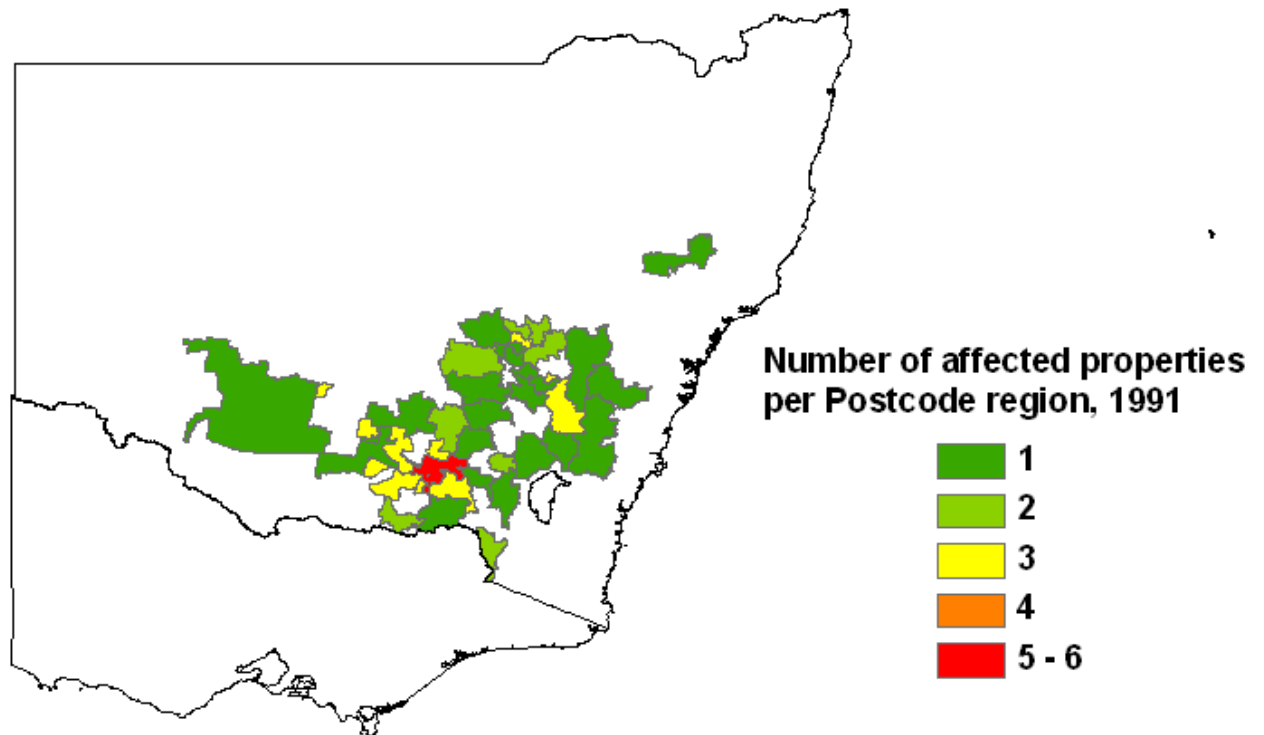 Number of affected properties
per Postcode region, 1991
1
2
3
4
5 - 6